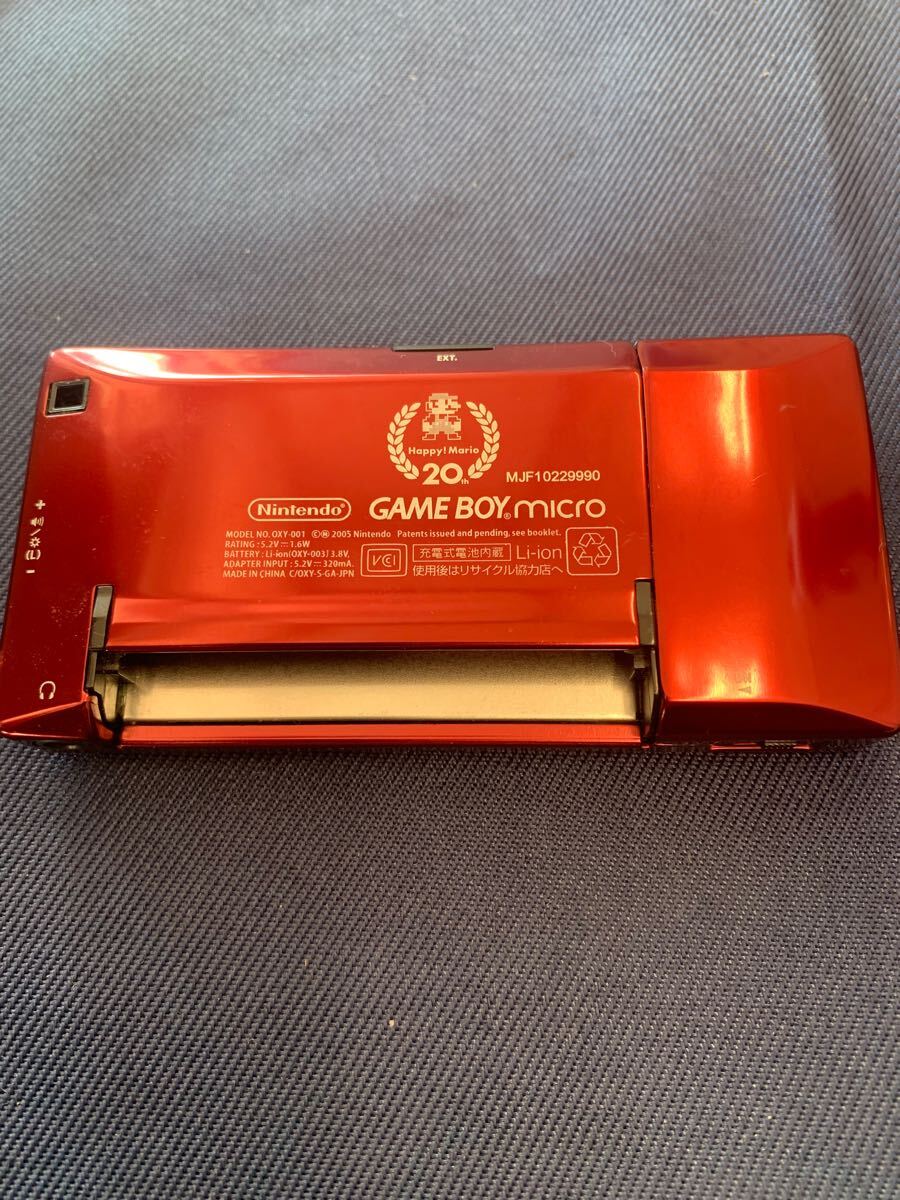 EXT.
Happy! Mario
20th
MJF10229990
Nintendo® GAME BOY® micro
MODEL NO. OXY-001 ©® 2005 Nintendo Patents issued and pending, see booklet.
RATING : 5.2V⎓1.6W
BATTERY : Li-ion(OXY-003)3.8V,
ADAPTER INPUT : 5.2V⎓320mA.
MADE IN CHINA C/OXY-S-GA-JPN
VCCI
充電式電池内蔵 Li-ion
使用後はリサイクル協力店へ